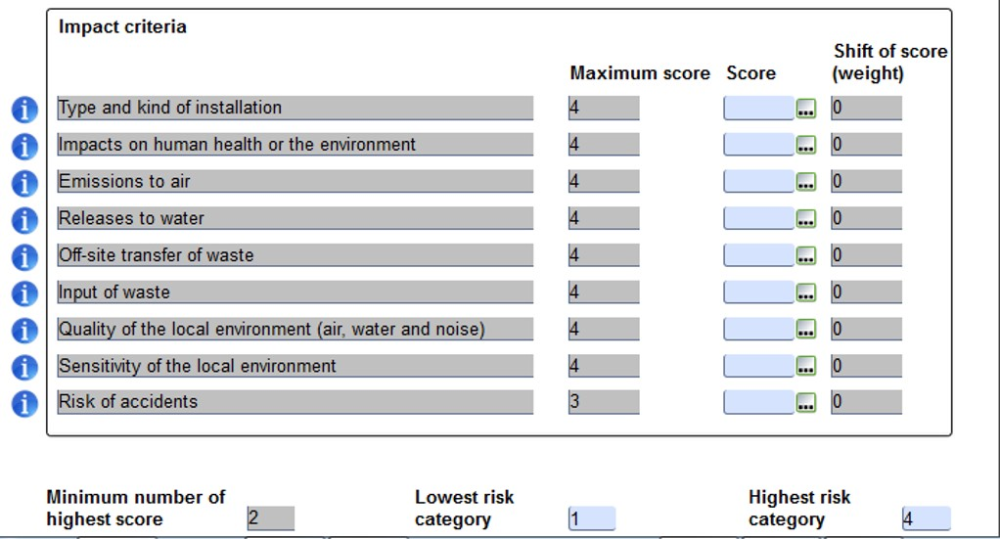 Impact criteria
Shift of score
Maximum score Score (weight)
Type and kind of installation 4 0
Impacts on human health or the environment 4 0
Emissions to air 4 0
Releases to water 4 0
Off-site transfer of waste 4 0
Input of waste 4 0
Quality of the local environment (air, water and noise) 4 0
Sensitivity of the local environment 4 0
Risk of accidents 3 0
Minimum number of Lowest risk Highest risk
highest score 2 category 1 category 4